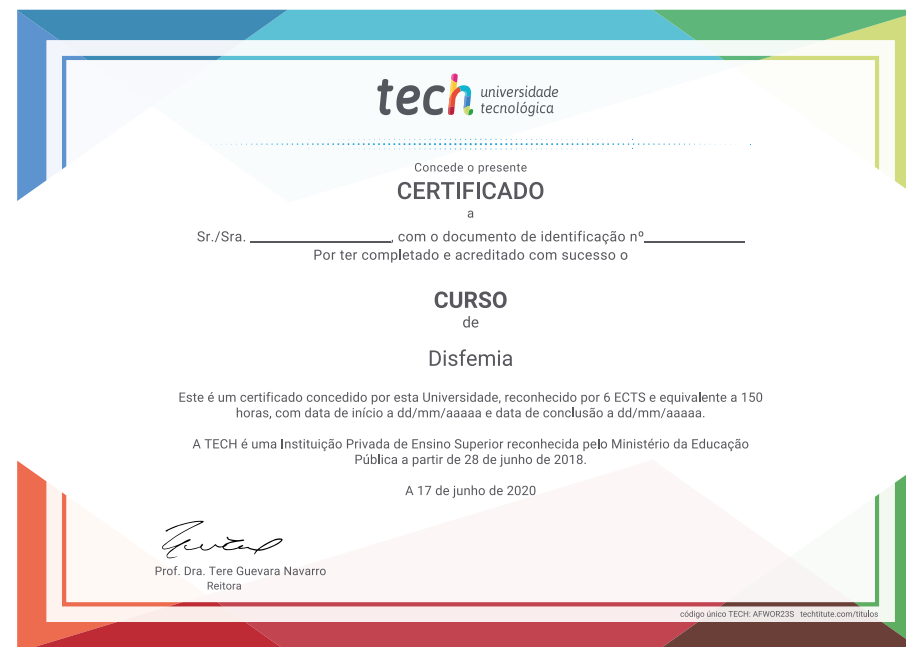 tech universidade
tecnológica
Concede o presente
CERTIFICADO
a
Sr./Sra. , com o documento de identificação nº
Por ter completado e acreditado com sucesso o
CURSO
de
Disfemia
Este é um certificado concedido por esta Universidade, reconhecido por 6 ECTS e equivalente a 150
horas, com data de início a dd/mm/aaaaa e data de conclusão a dd/mm/aaaaa.
A TECH é uma Instituição Privada de Ensino Superior reconhecida pelo Ministério da Educação
Pública a partir de 28 de junho de 2018.
A 17 de junho de 2020
Prof. Dra. Tere Guevara Navarro
Reitora
código único TECH: AFWOR23S techtitute.com/titulos